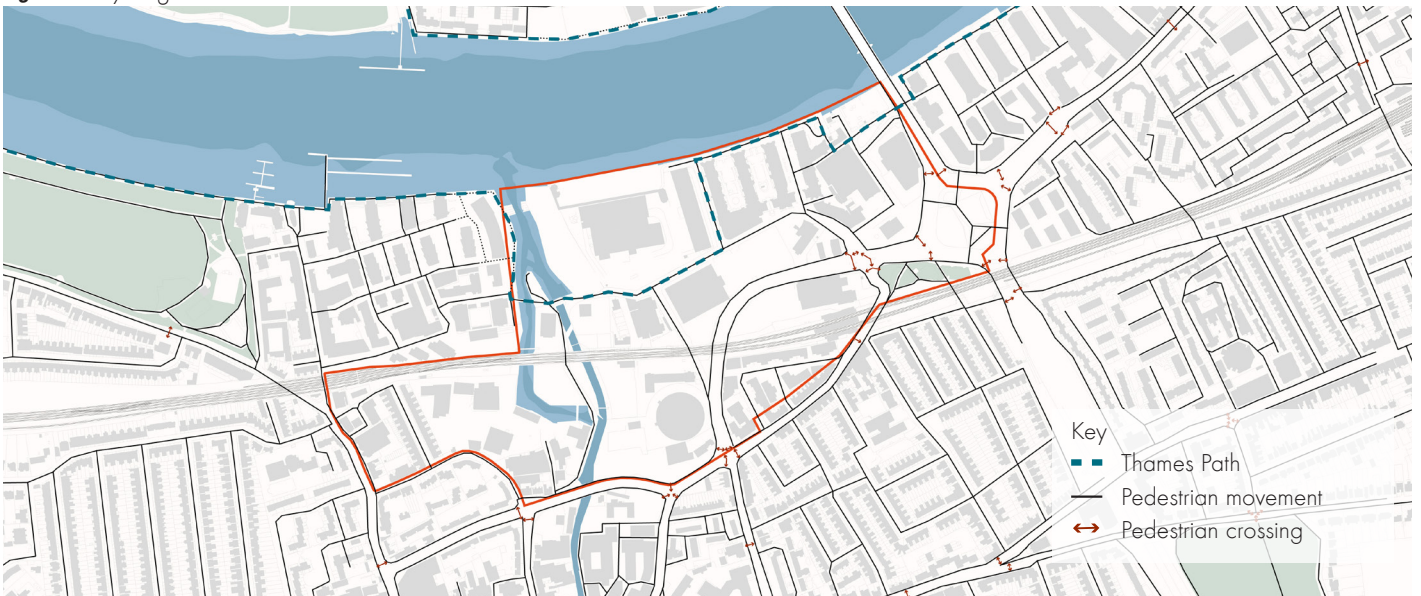 Key
Thames Path
Pedestrian movement
Pedestrian crossing